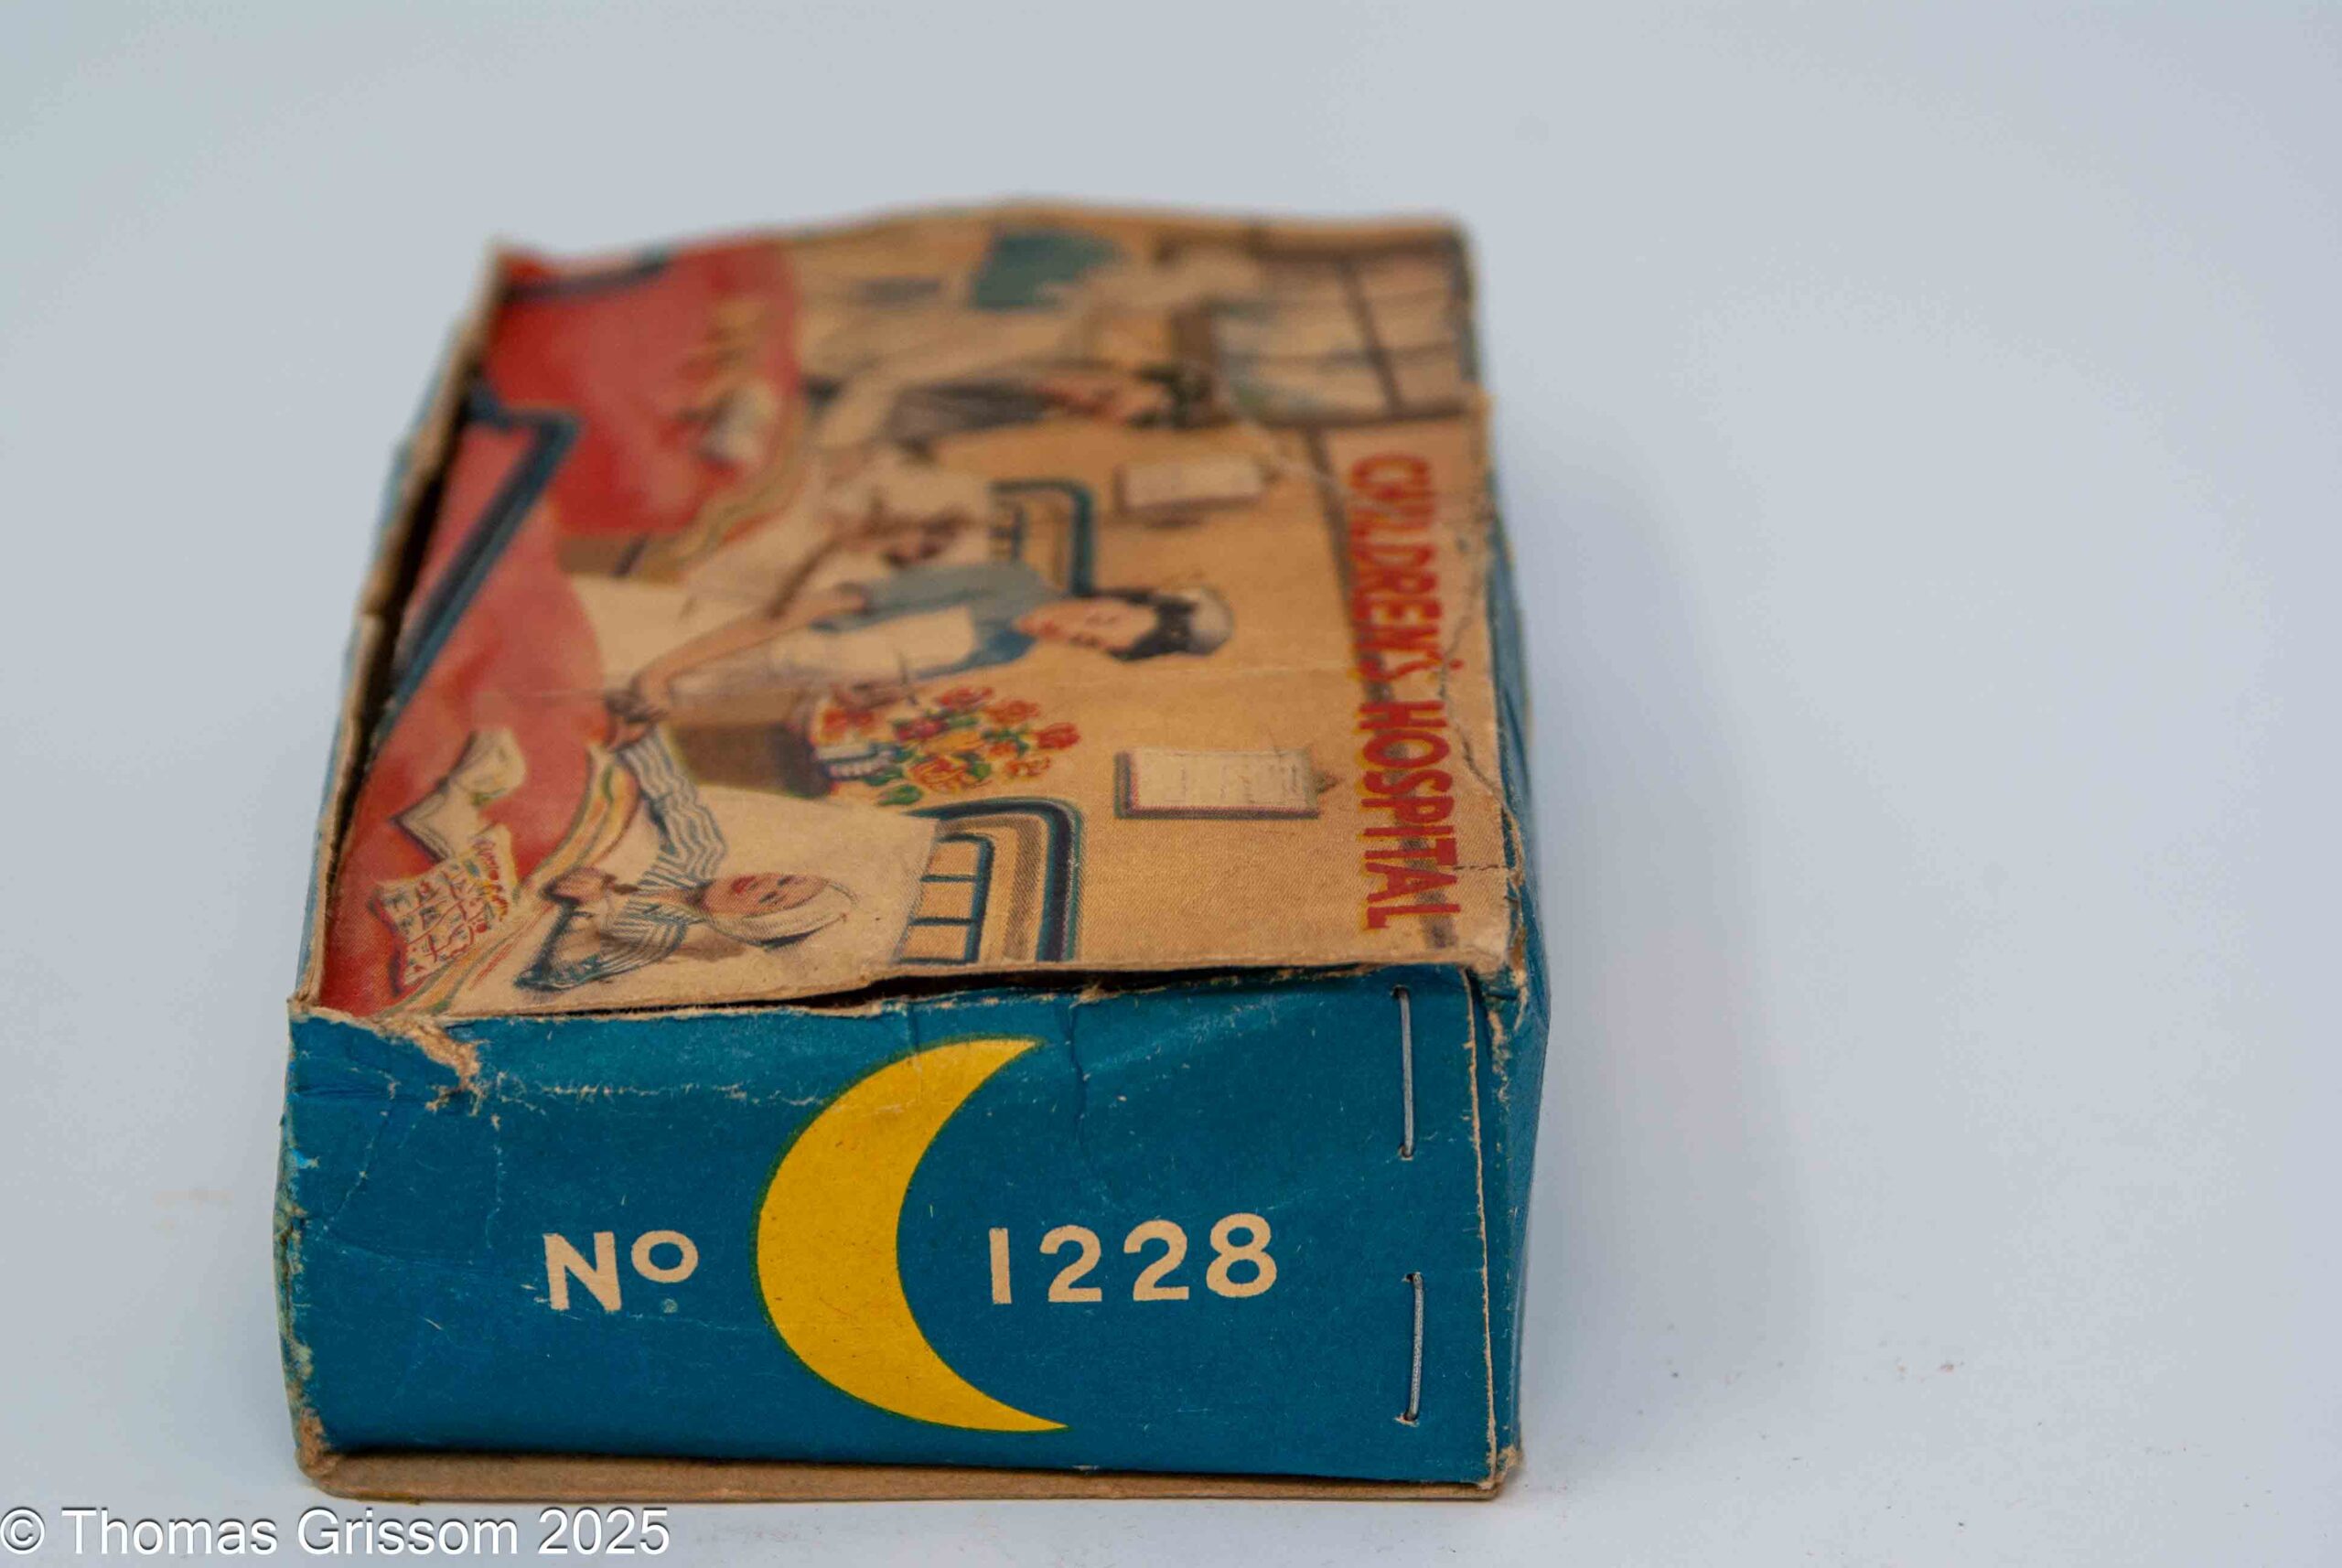 CHILDREN'S HOSPITAL
No 1228
© Thomas Grissom 2025